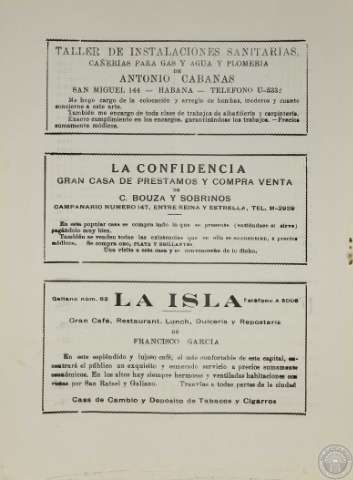 TALLER DE INSTALACIONES SANITARIAS,
CAÑERIAS PARA GAS Y AGUA Y PLOMERIA
DE
ANTONIO CABANAS
SAN MIGUEL 144 — HABANA — TELEFONO
Me hago cargo de la colocación y arreglo de bombas, inodoros y cuanto
concierne a este arte.
También me encargo de toda clase de trabajos de albañilería y carpintería.
Exacto cumplimiento en los encargos, garantizándose los trabajos. —Precios
sumamente módicos.
LA CONFIDENCIA
GRAN CASA DE PRESTAMOS Y COMPRA VENTA
DE
C. BOUZA Y SOBRINOS
CAMPANARIO NUMERO 147, ENTRE REINA Y ESTRELLA, TEL. M-2959
En esta popular casa se compra todo lo que se presente
pagándolo muy bien.
También se venden todas las existencias que en ella se encuentran, a precios
módicos. Se compra oro, PLATA Y BRILLANTES.
Una visita a esta casa y se convencerán de lo dicho.
Galiano núm. 92 LA ISLA Teléfono A 5006
Gran Café, Restaurant, Lunch, Dulcería y Repostería
DE
FRANCISCO GARCIA
En este espléndido y lujoso café, el más confortable de esta capital, encontrará
el público un exquisito y esmerado servicio a precios sumamente
económicos. En los altos hay siempre hermosas y ventiladas habitaciones con
vistas por San Rafael y Galiano. Tranvías a todas partes de la ciudad
Casa de Cambio y Depósito de Tabacos y Cigarros